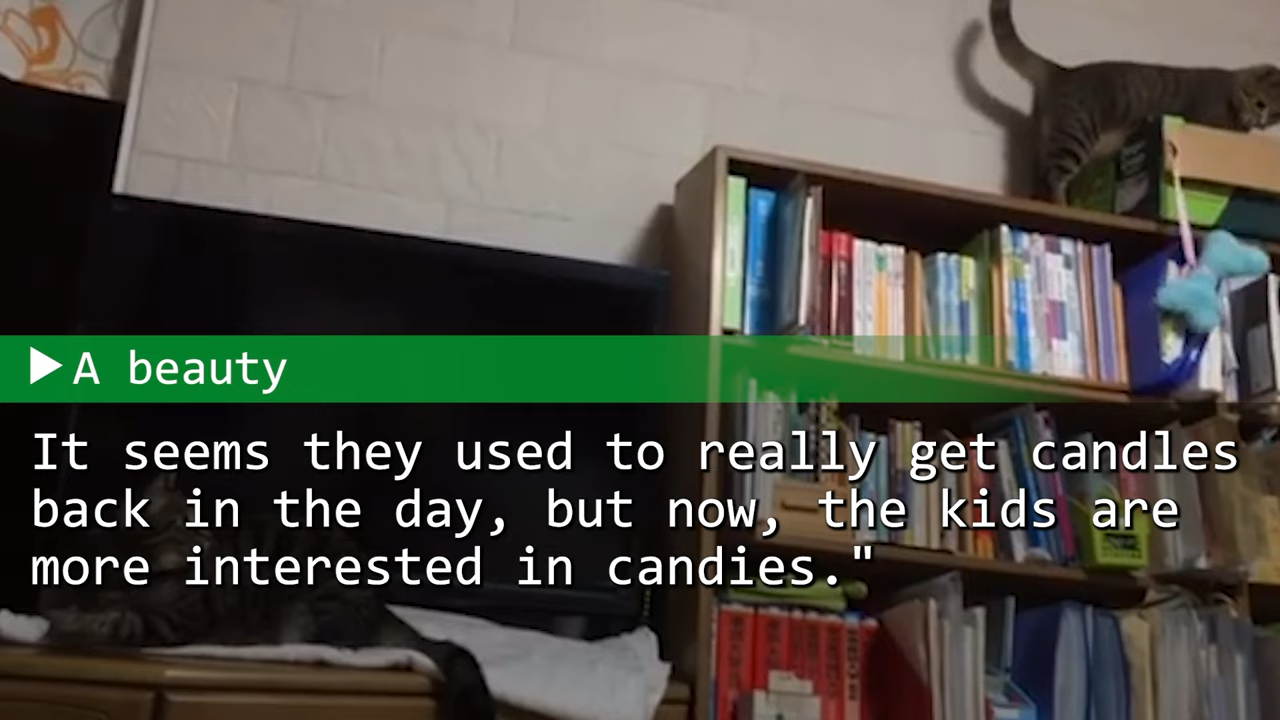 ▶A beauty
It seems they used to really get candles
back in the day, but now, the kids are
more interested in candies."